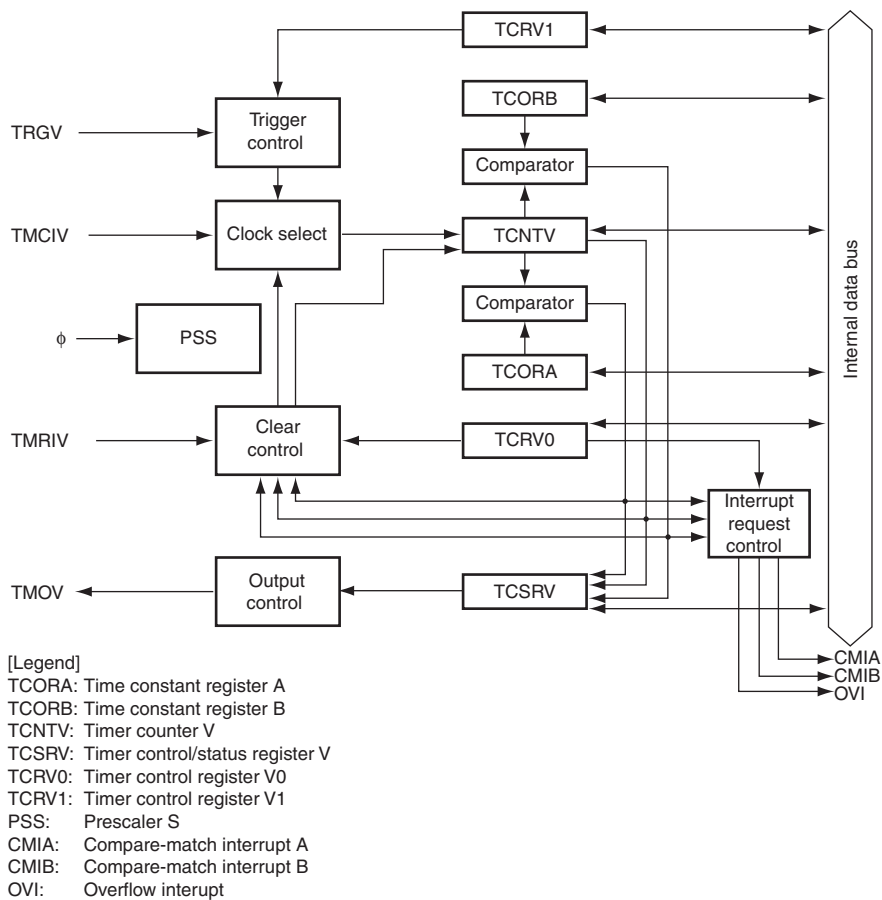 TCRV1
TCORB
TRGV
Trigger
control
Comparator
TMCIV
Clock select
TCNTV
Internal data bus
Comparator
φ
PSS
TCORA
TMRIV
Clear
control
TCRV0
Interrupt
request
control
TMOV
Output
control
TCSRV
CMIA
CMIB
OVI
[Legend]
TCORA: Time constant register A
TCORB: Time constant register B
TCNTV: Timer counter V
TCSRV: Timer control/status register V
TCRV0: Timer control register V0
TCRV1: Timer control register V1
PSS: Prescaler S
CMIA: Compare-match interrupt A
CMIB: Compare-match interrupt B
OVI: Overflow interupt